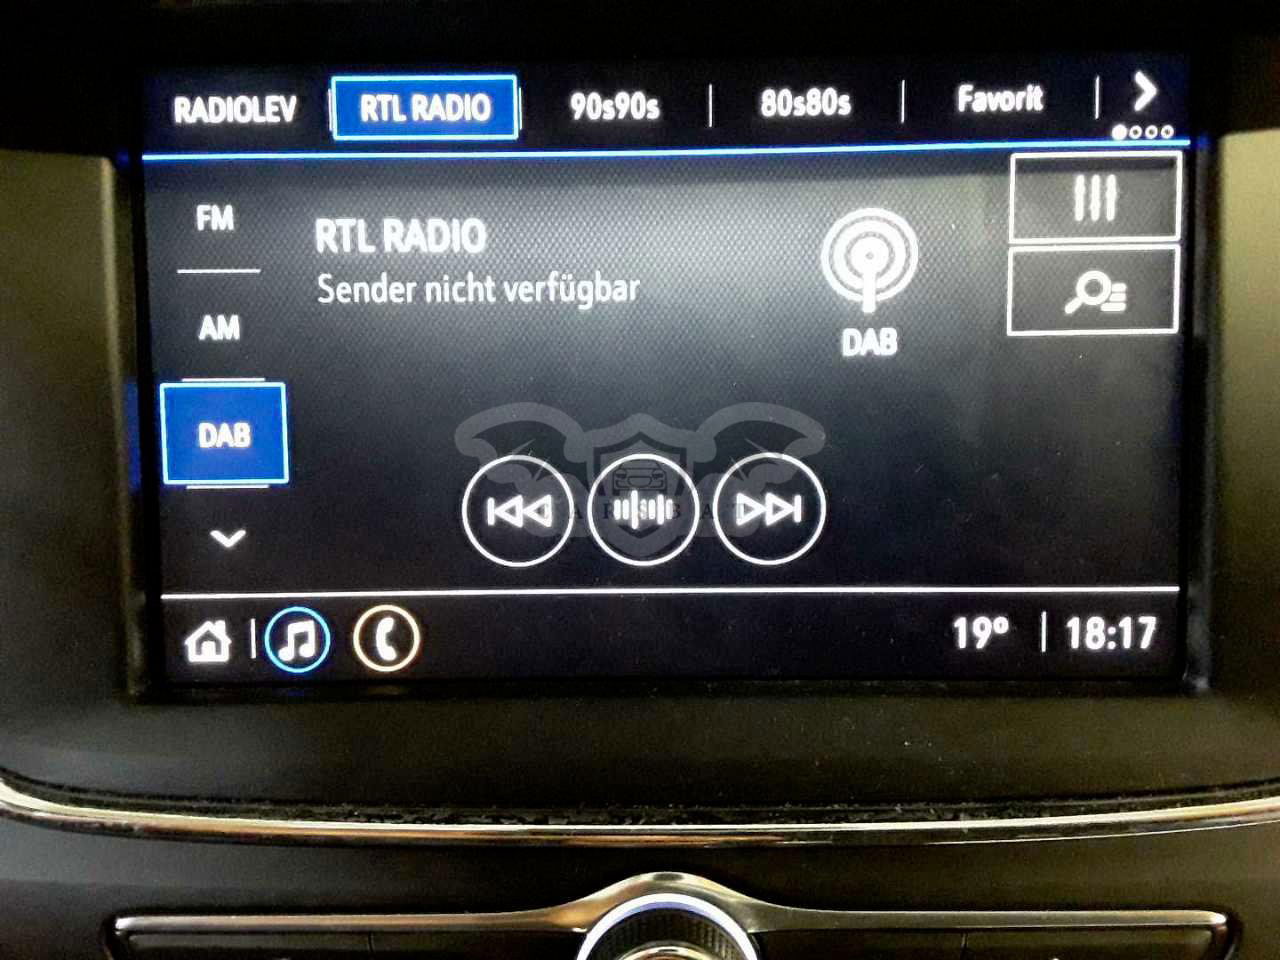 RADIOLEV
RTL RADIO
90s90s
80s80s
Favorit
FM
RTL RADIO
Sender nicht verfügbar
AM
DAB
DAB
19°
18:17